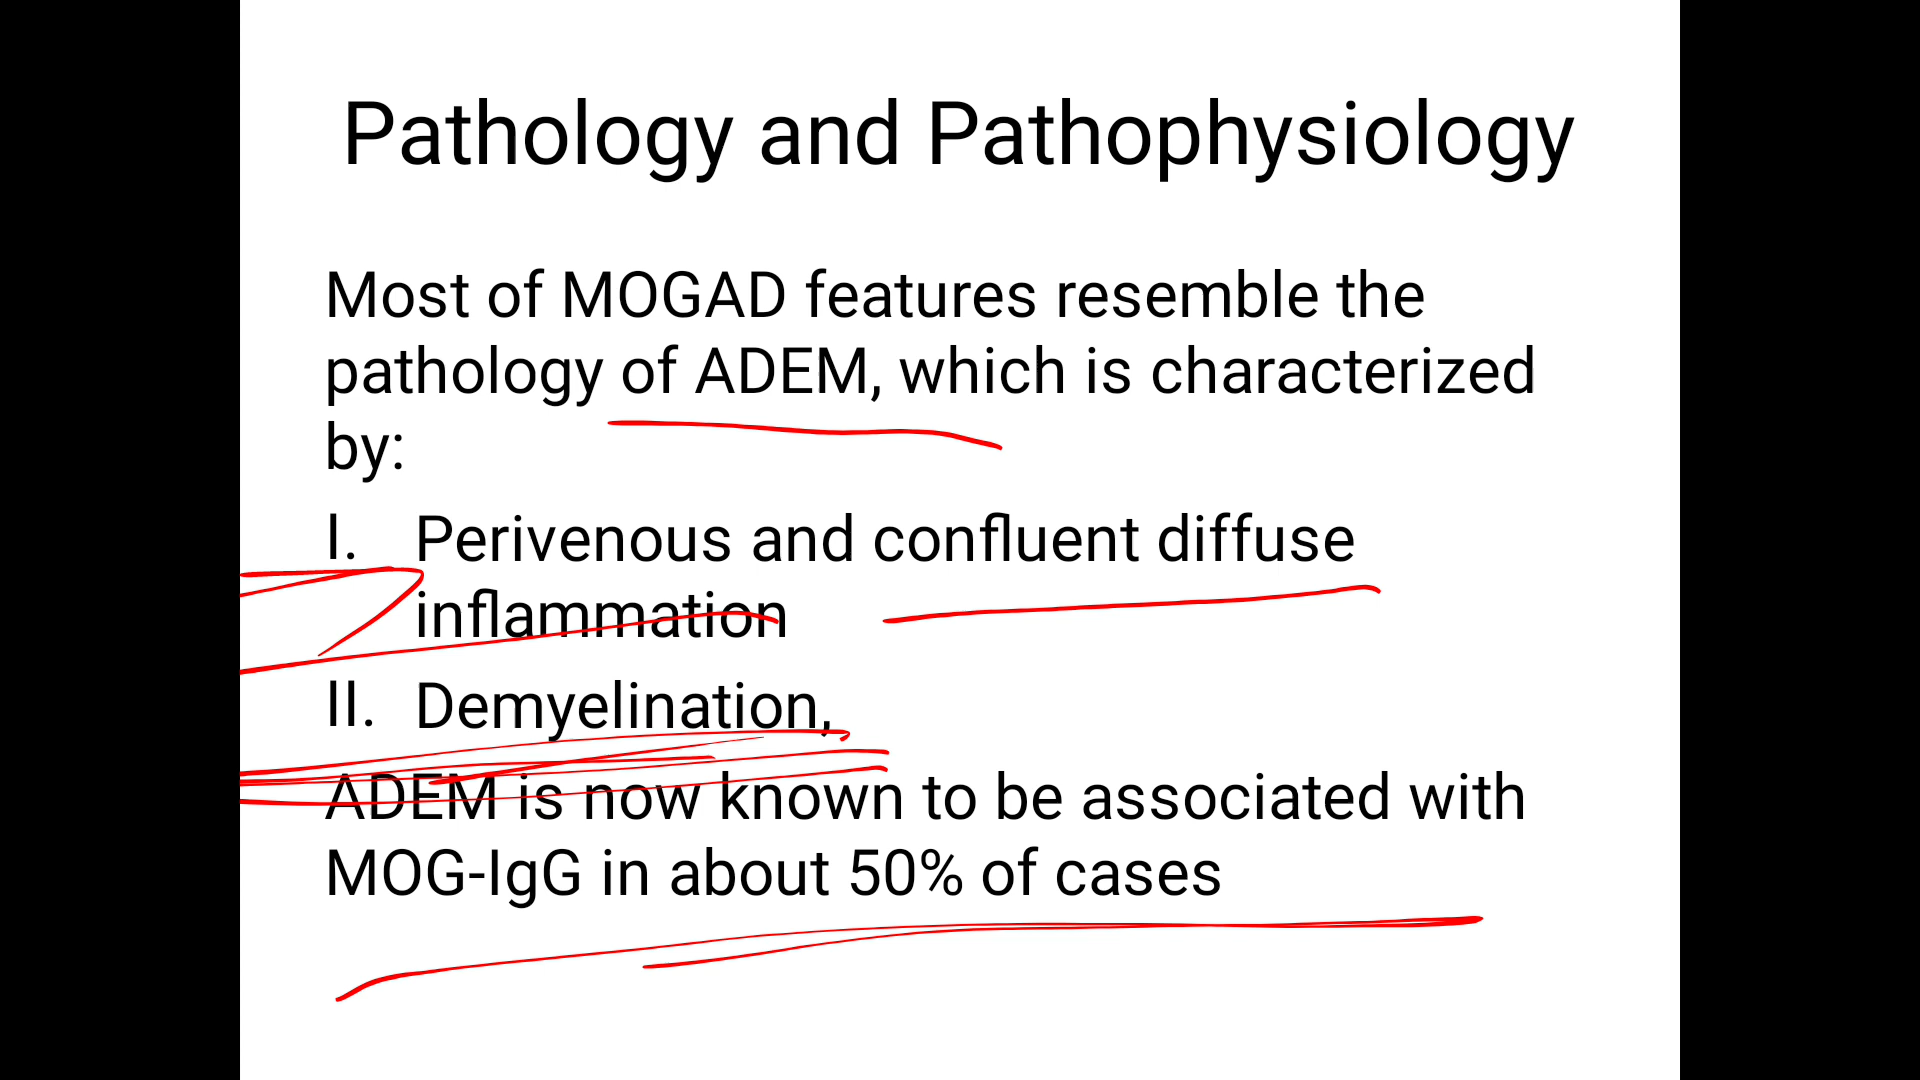 Pathology and Pathophysiology
Most of MOGAD features resemble the
pathology of ADEM, which is characterized
by:
I. Perivenous and confluent diffuse
inflammation
II. Demyelination,
ADEM is now known to be associated with
MOG-IgG in about 50% of cases